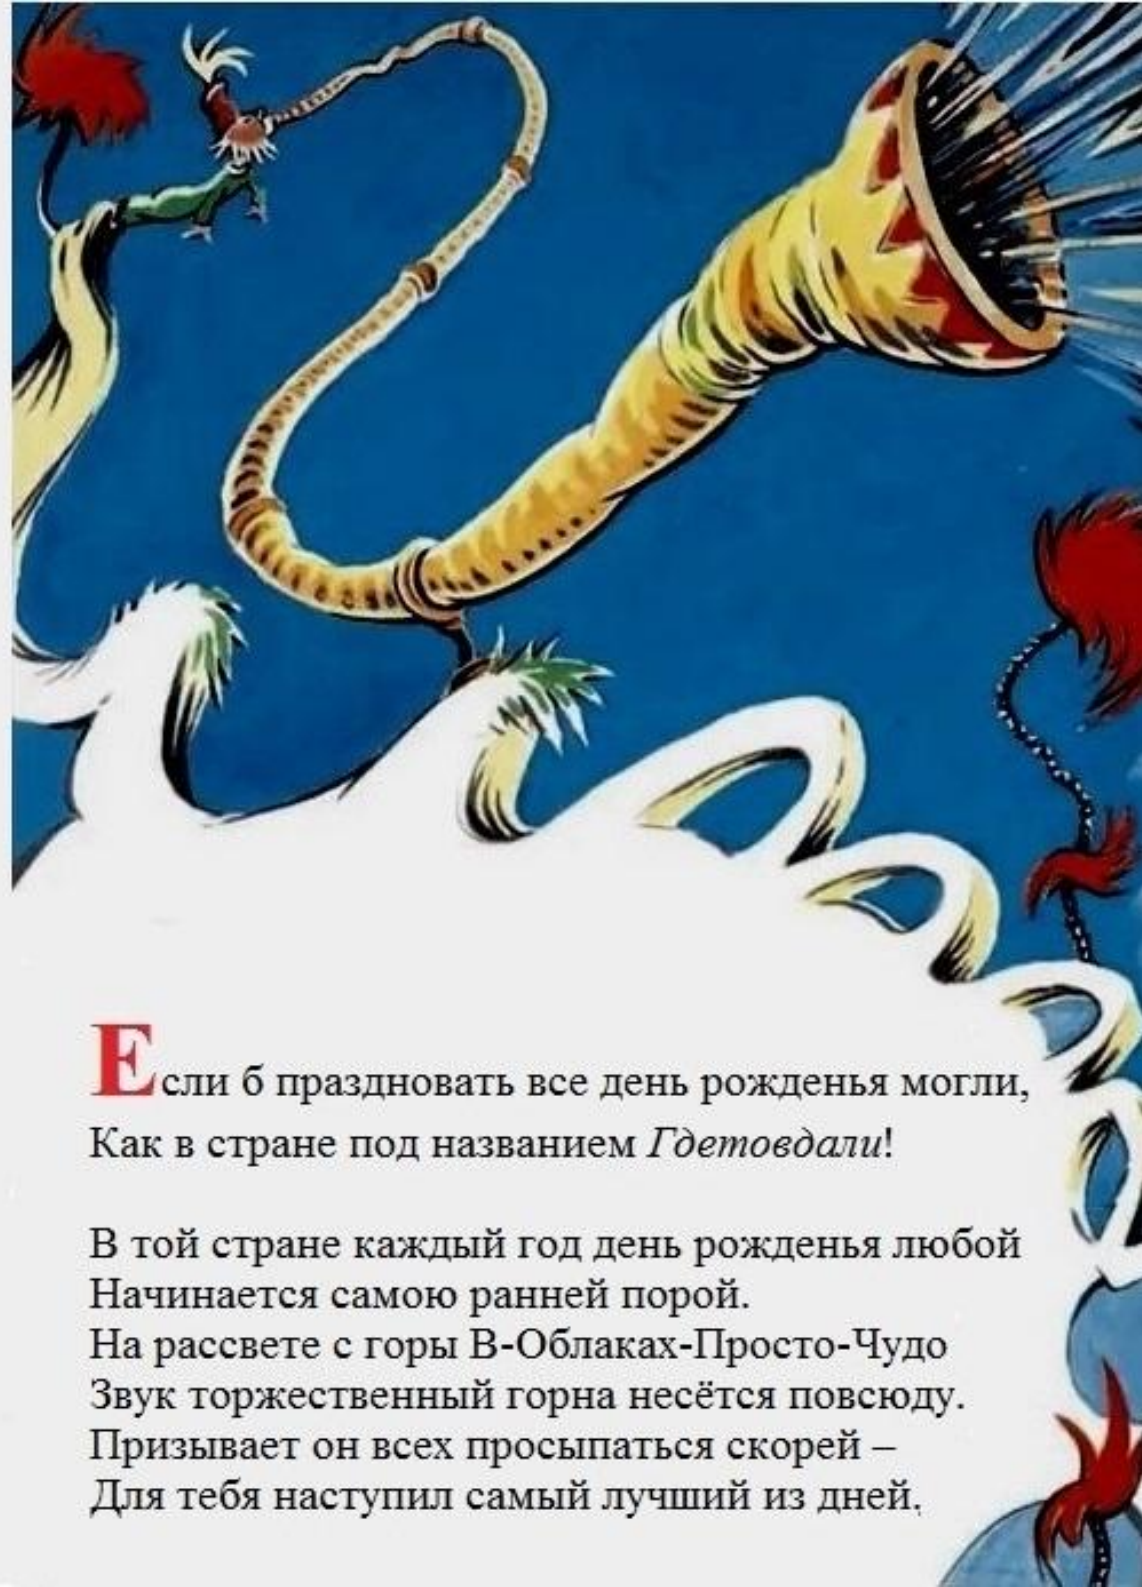 Если б праздновать все день рожденья могли,
Как в стране под названием Гдетовдали!
В той стране каждый год день рожденья любой
Начинается самою ранней порой.
На рассвете с горы В-Облаках-Просто-Чудо
Звук торжественный горна несётся повсюду.
Призывает он всех просыпаться скорей –
Для тебя наступил самый лучший из дней.